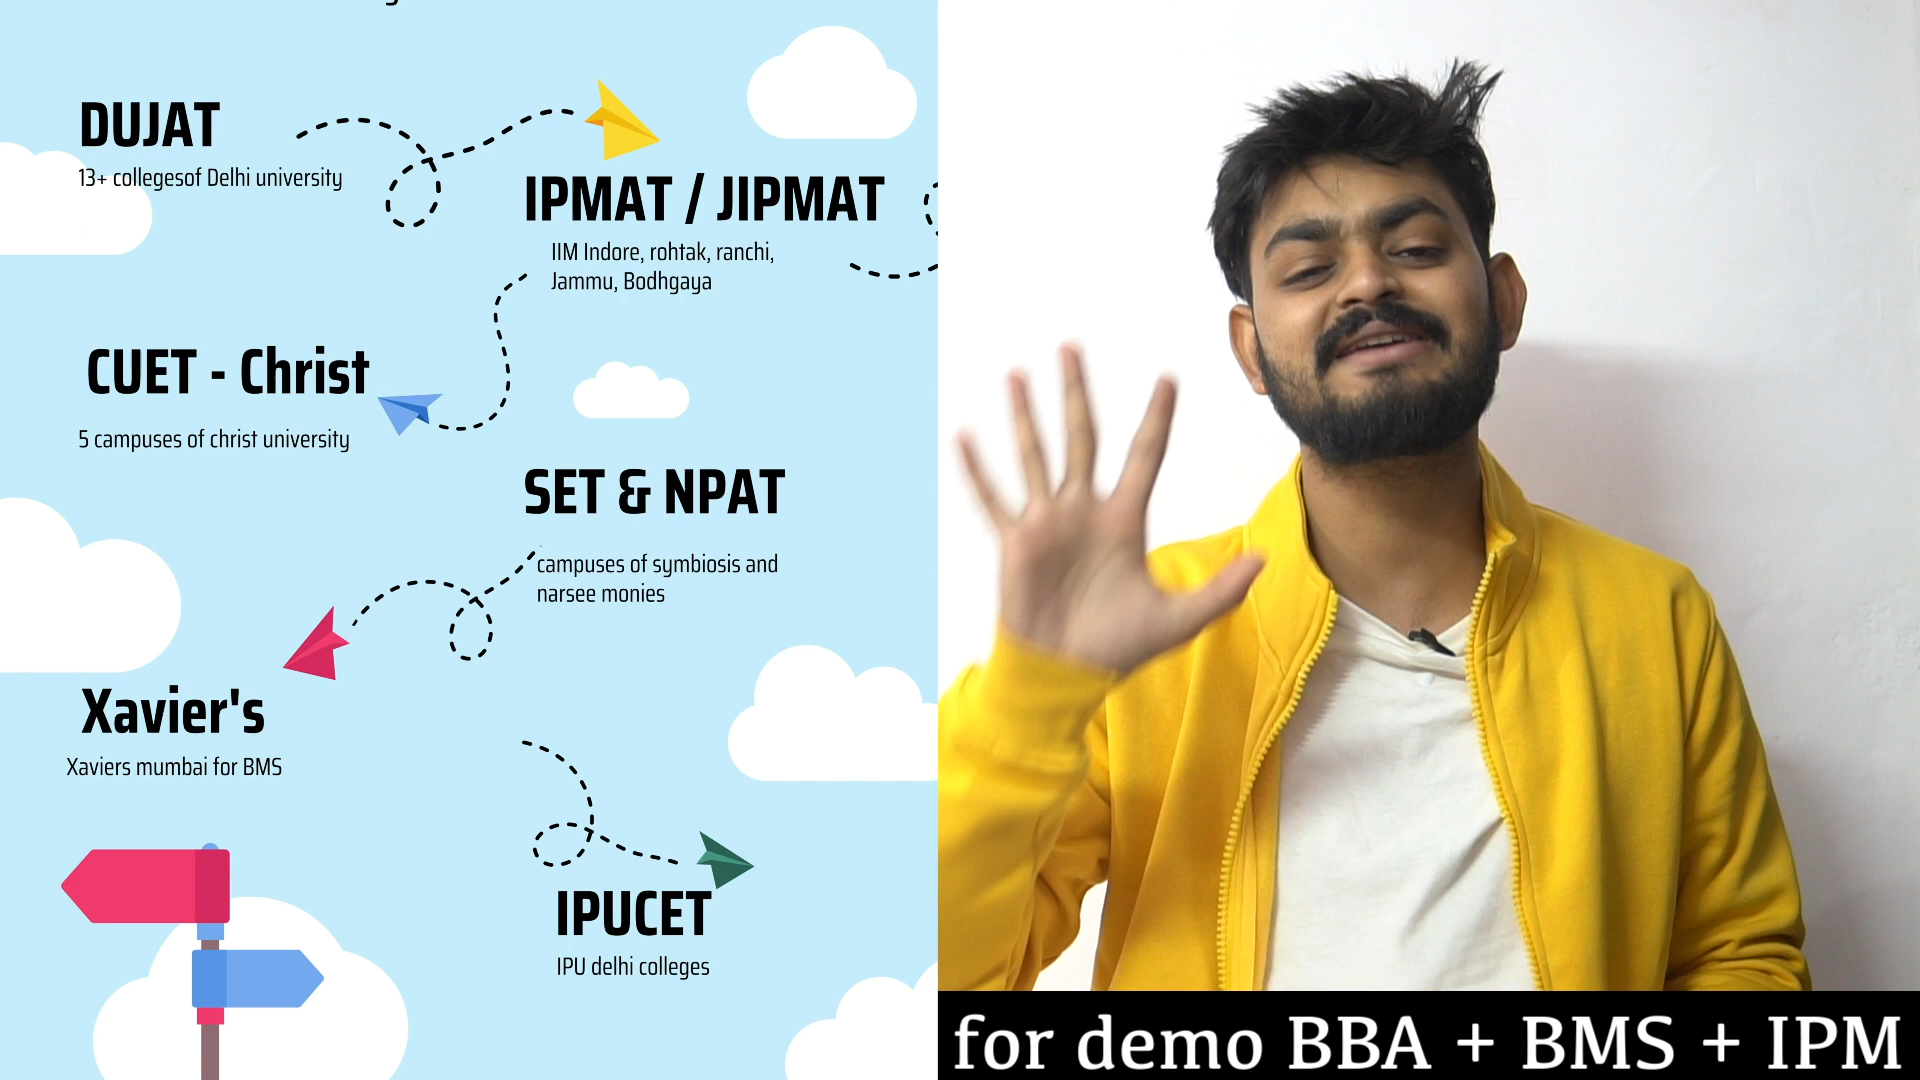 DUJAT
13+ collegesof Delhi university
IPMAT / JIPMAT
IIM Indore, rohtak, ranchi,
Jammu, Bodhgaya
CUET - Christ
5 campuses of christ university
SET & NPAT
campuses of symbiosis and
narsee monies
Xavier's
Xaviers mumbai for BMS
IPUCET
IPU delhi colleges
for demo BBA + BMS + IPM